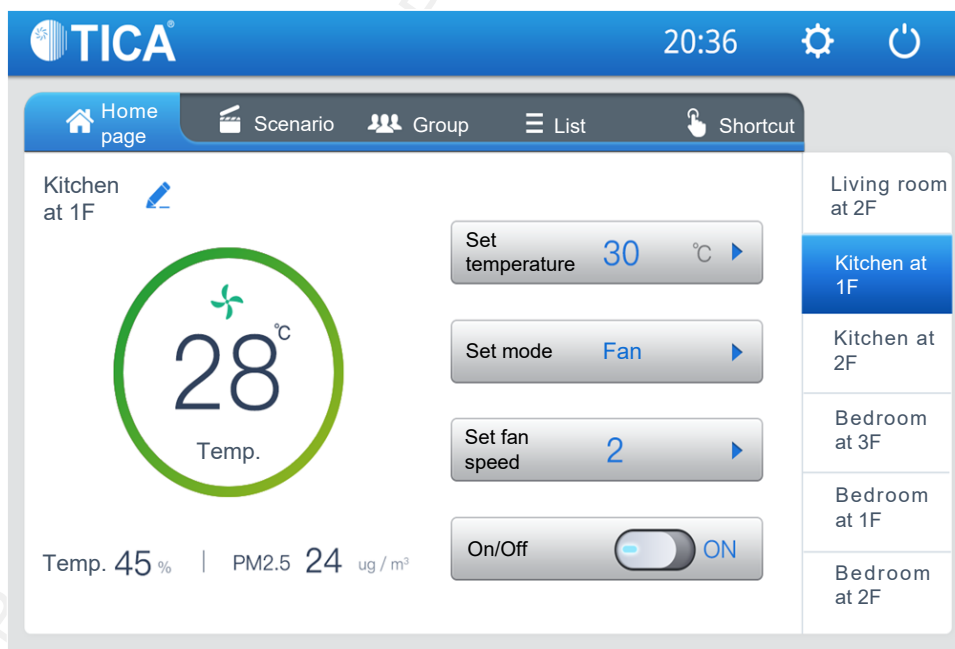 TICA®
20:36
Home
page
Scenario
Group
List
Shortcut
Kitchen
at 1F
28℃
Temp.
Temp. 45 %
PM2.5 24 ug / m³
Set
temperature
30 ℃
Set mode
Fan
Set fan
speed
2
On/Off
ON
Living room
at 2F
Kitchen at
1F
Kitchen at
2F
Bedroom
at 3F
Bedroom
at 1F
Bedroom
at 2F